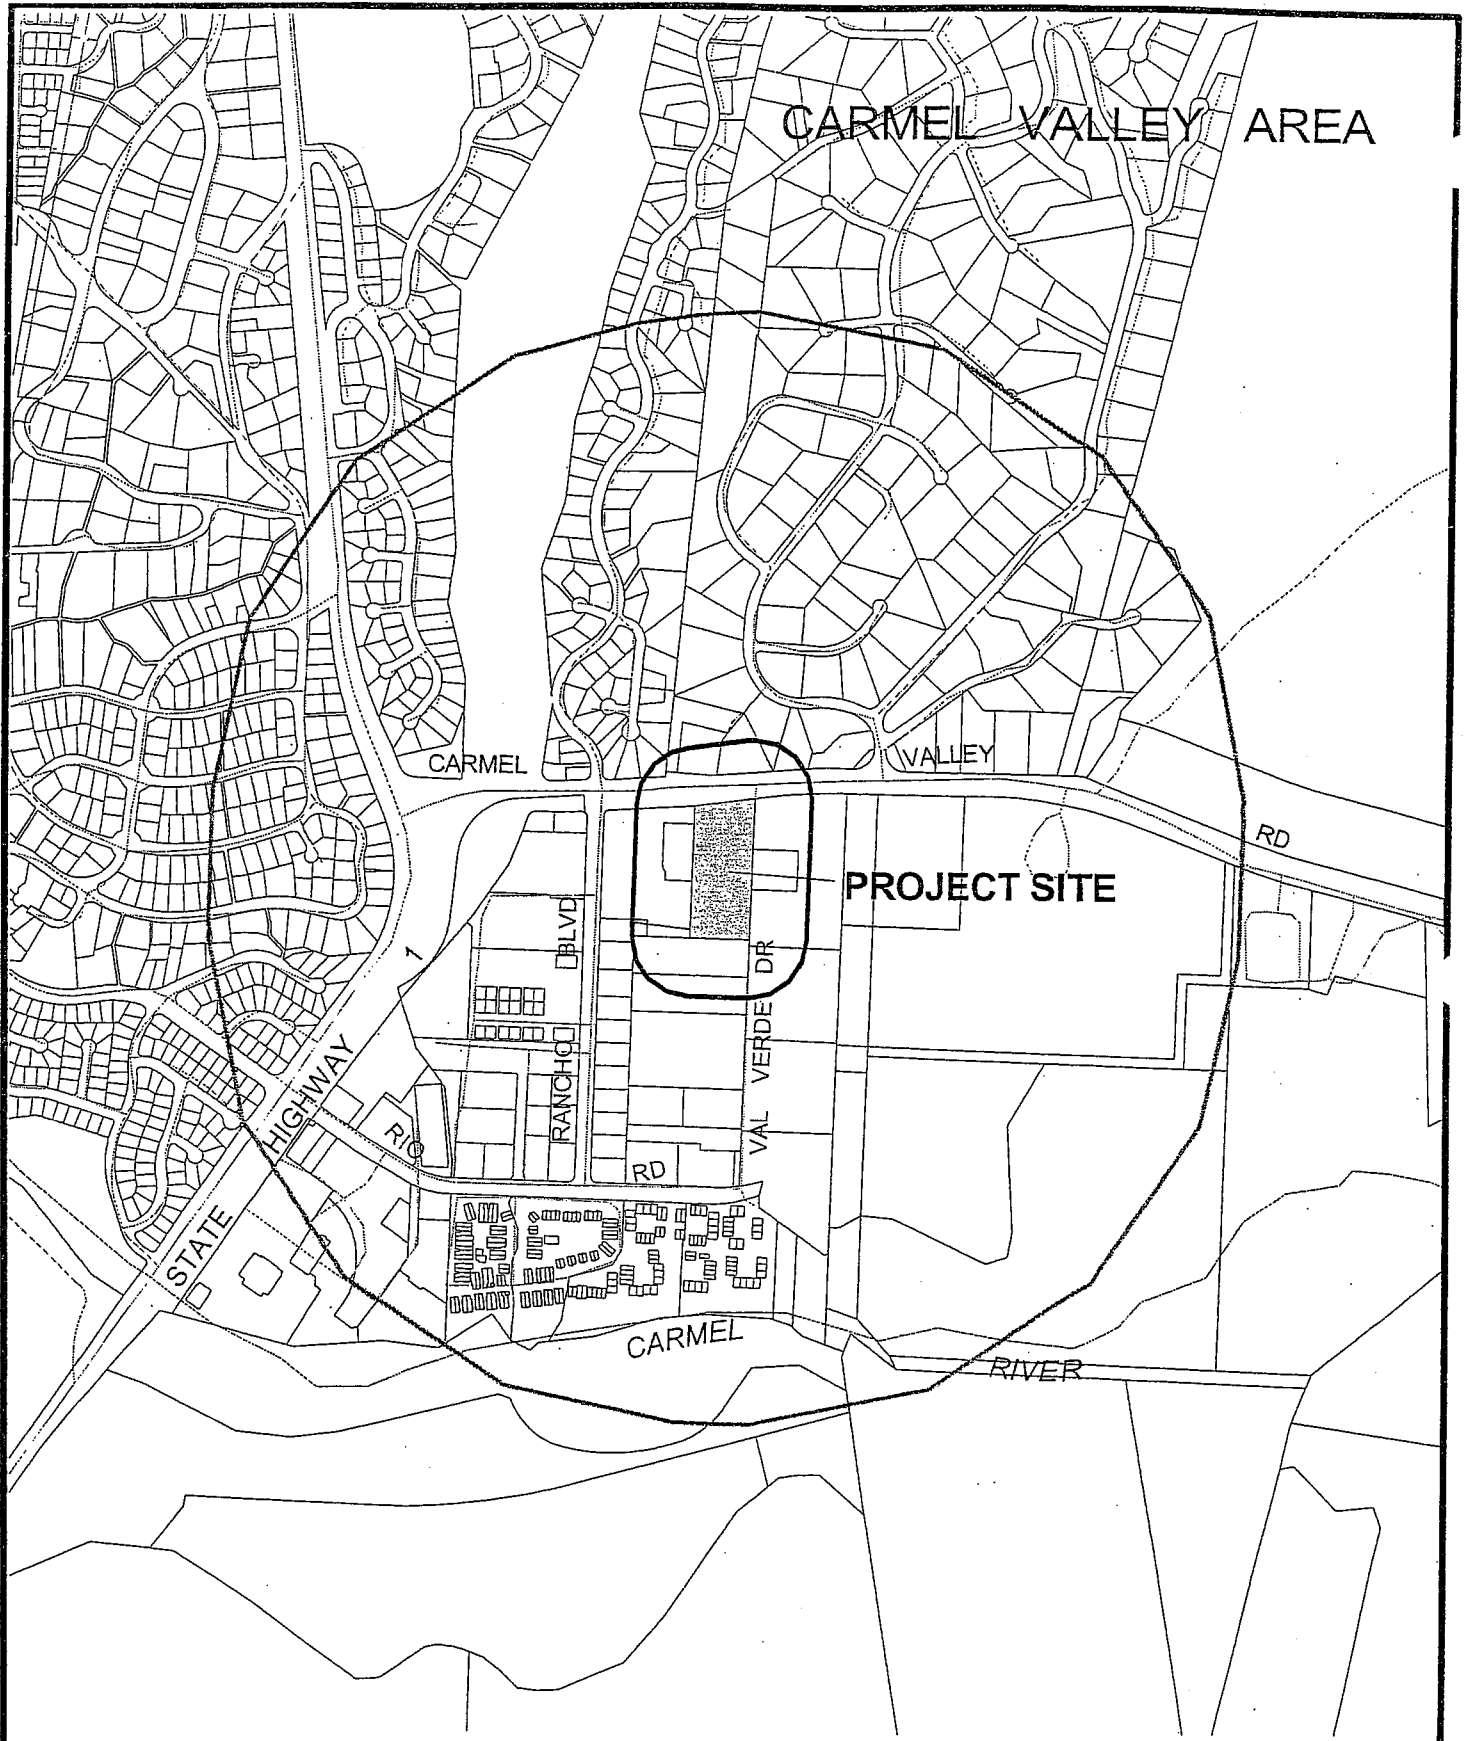 CARMEL VALLEY AREA
CARMEL
VALLEY
RD
PROJECT SITE
BLVD
1
DR
VAL VERDE
HIGHWAY
RANCHO
RIO
RD
STATE
CARMEL
RIVER